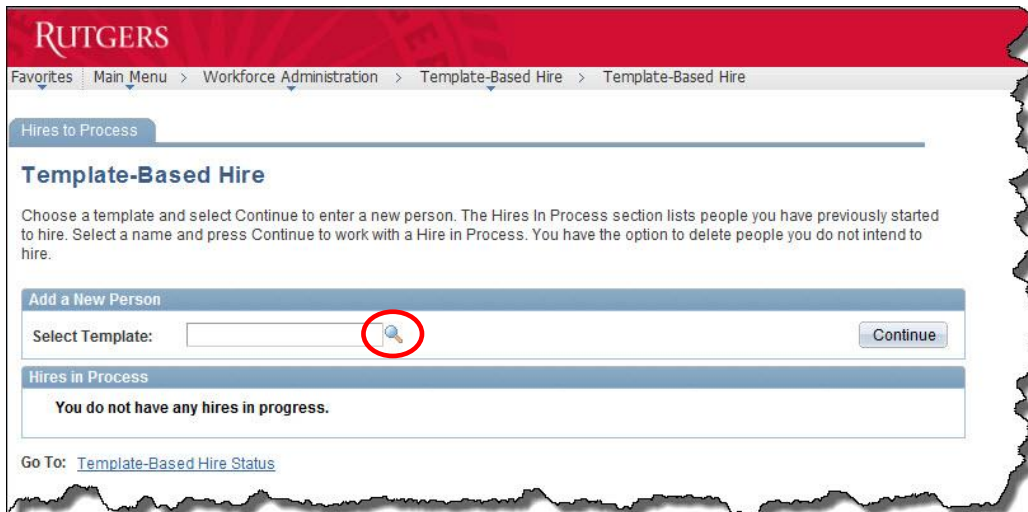 RUTGERS
Favorites Main Menu > Workforce Administration > Template-Based Hire > Template-Based Hire
Hires to Process
Template-Based Hire
Choose a template and select Continue to enter a new person. The Hires In Process section lists people you have previously started
to hire. Select a name and press Continue to work with a Hire in Process. You have the option to delete people you do not intend to
hire.
Add a New Person
Select Template: Continue
Hires in Process
You do not have any hires in progress.
Go To: Template-Based Hire Status